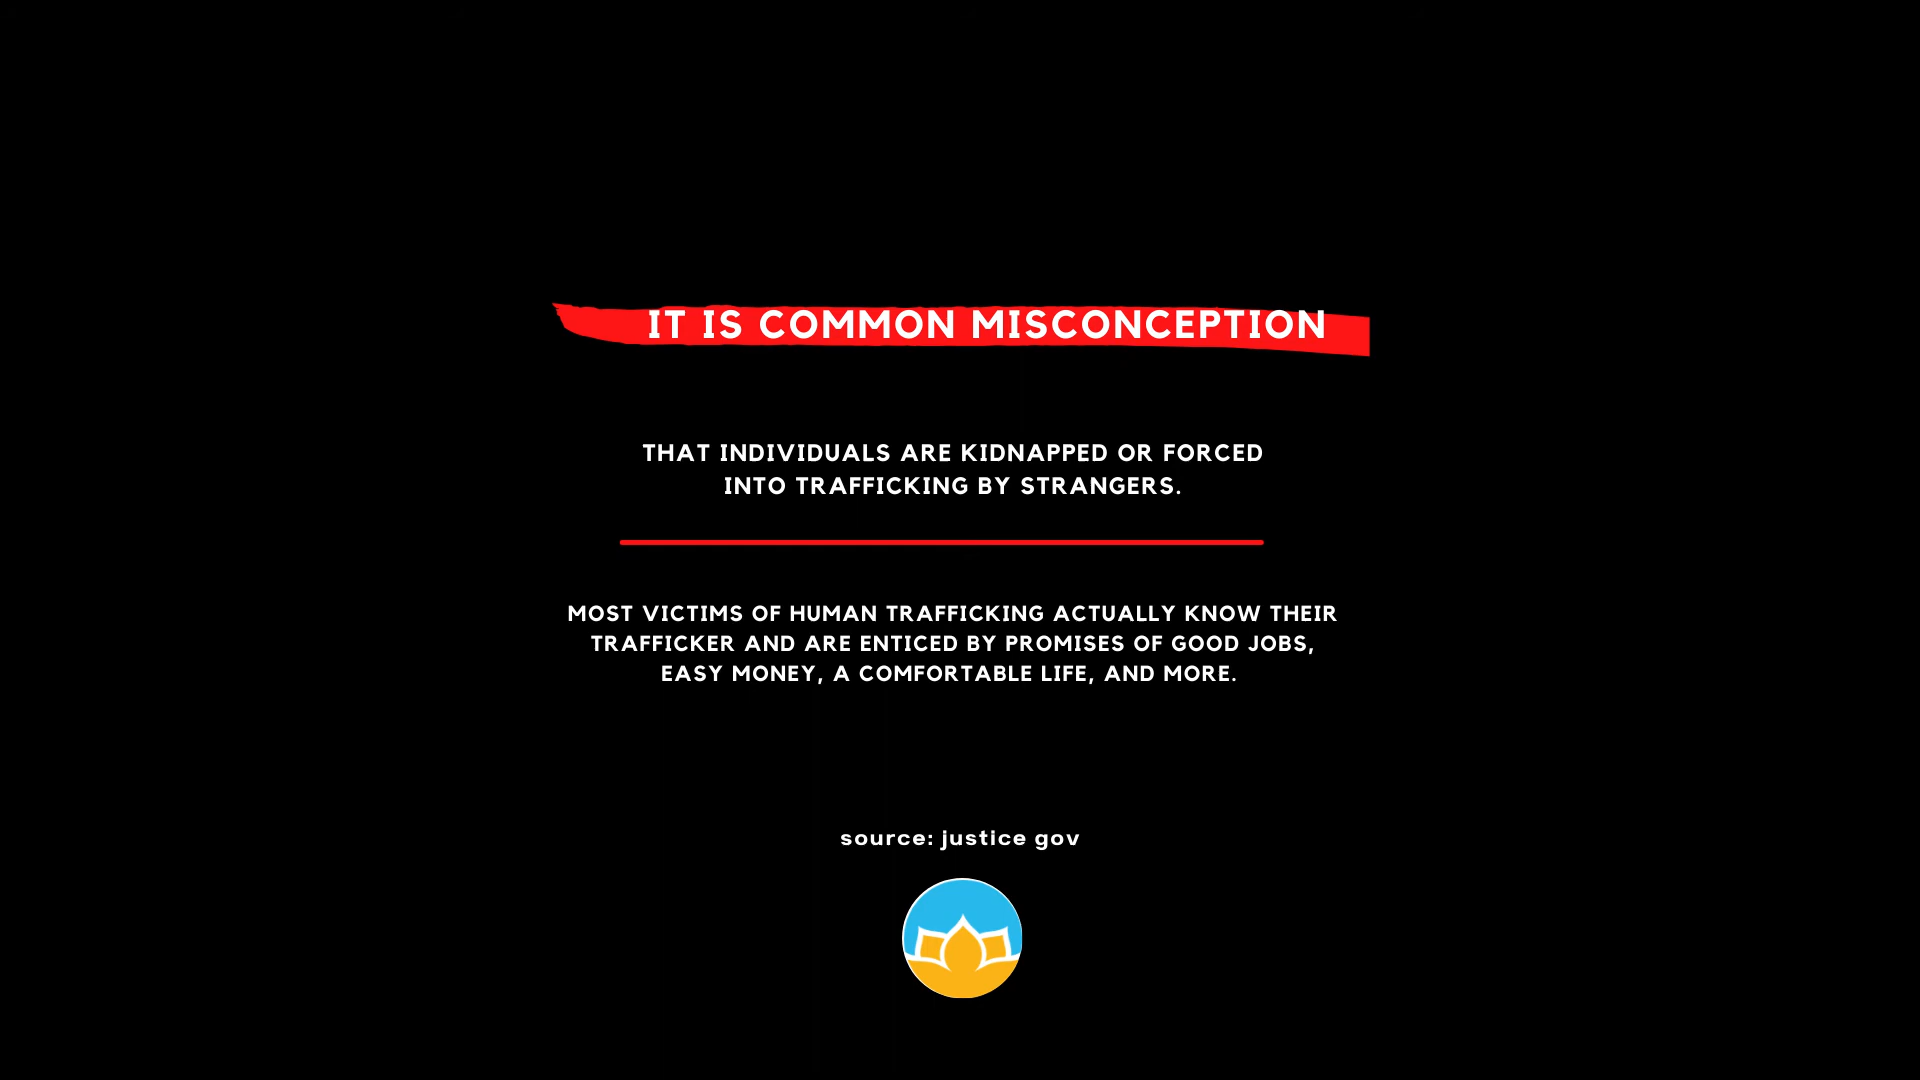 IT IS COMMON MISCONCEPTION
THAT INDIVIDUALS ARE KIDNAPPED OR FORCED
INTO TRAFFICKING BY STRANGERS.
MOST VICTIMS OF HUMAN TRAFFICKING ACTUALLY KNOW THEIR
TRAFFICKER AND ARE ENTICED BY PROMISES OF GOOD JOBS,
EASY MONEY, A COMFORTABLE LIFE, AND MORE.
source: justice gov